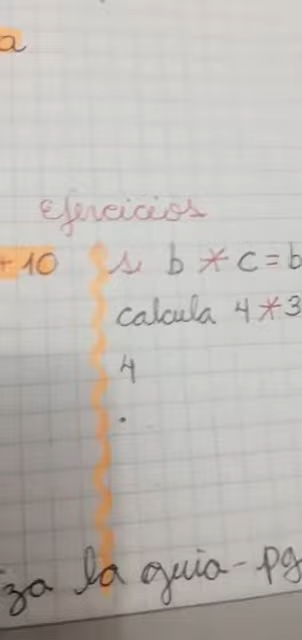 a
Ejercicios
+10 si b * c = b
calcula 4 * 3
4
.
za la guia - pg